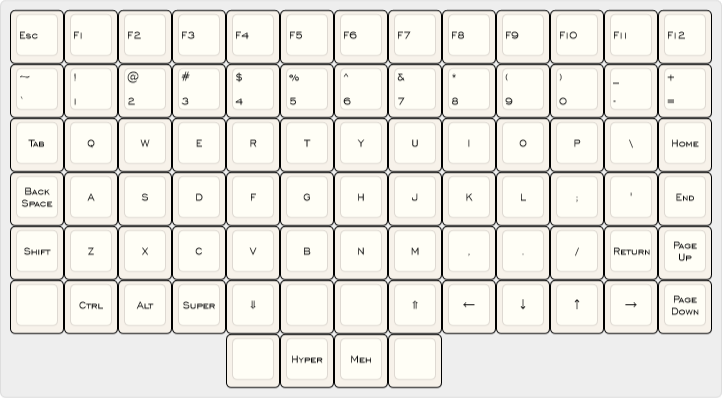 Esc F1 F2 F3 F4 F5 F6 F7 F8 F9 F10 F11 F12
~ ! @ # $ % ^ & * ( ) _ +
` 1 2 3 4 5 6 7 8 9 0 - =
Tab Q W E R T Y U I O P \ Home
Back
Space A S D F G H J K L ; ' End
Shift Z X C V B N M , . / Return Page
Up
Ctrl Alt Super ⇓ ⇑ ← ↓ ↑ → Page
Down
Hyper Meh